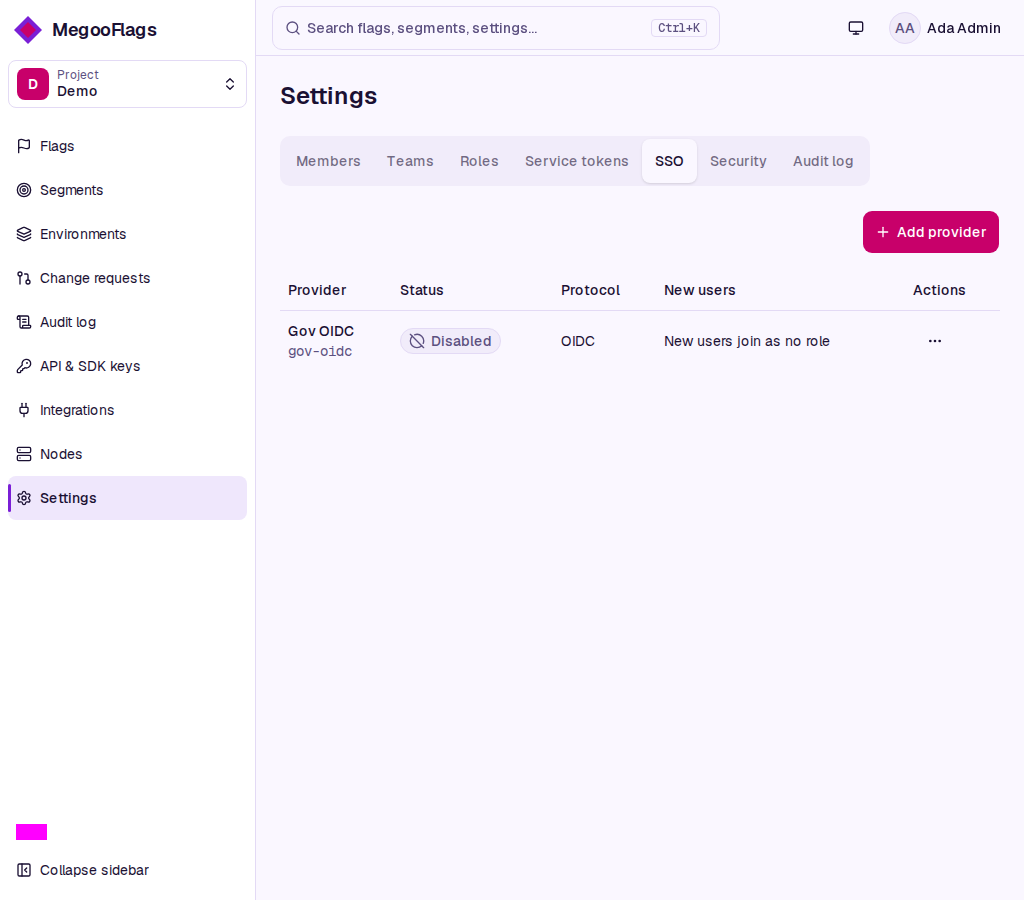 MegooFlags
Search flags, segments, settings...
Ctrl+K
AA
Ada Admin
D
Project
Demo
Flags
Segments
Environments
Change requests
Audit log
API & SDK keys
Integrations
Nodes
Settings
Collapse sidebar
Settings
Members
Teams
Roles
Service tokens
SSO
Security
Audit log
Add provider
Provider
Status
Protocol
New users
Actions
Gov OIDC
gov-oidc
Disabled
OIDC
New users join as no role